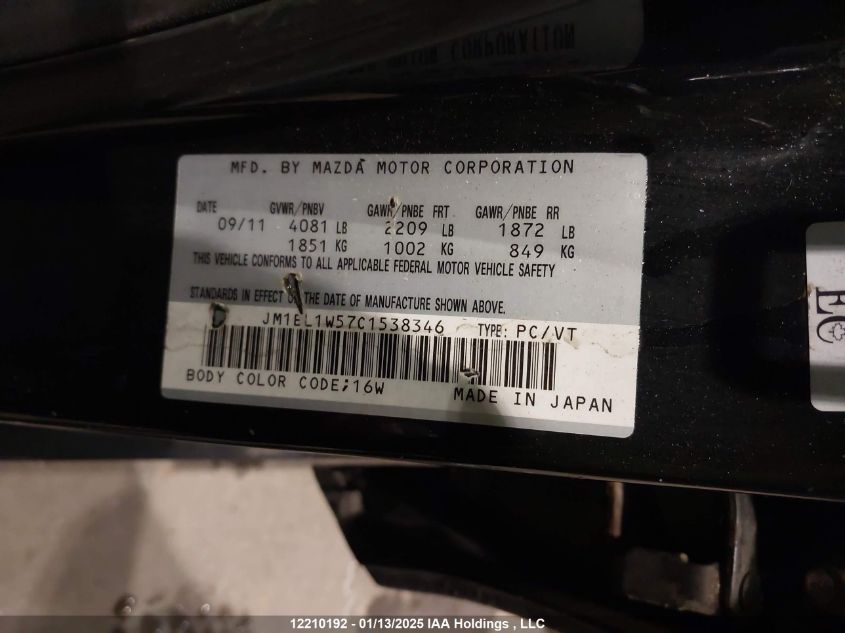 MFD. BY MAZDA MOTOR CORPORATION
DATE GVWR/PNBV GAWR/PNBE FRT GAWR/PNBE RR
09/11 4081 LB 2209 LB 1872 LB
1851 KG 1002 KG 849 KG
THIS VEHICLE CONFORMS TO ALL APPLICABLE FEDERAL MOTOR VEHICLE SAFETY
STANDARDS IN EFFECT ON THE DATE OF MANUFACTURE SHOWN ABOVE.
JM1BL1W57C1538346 TYPE: PC/VT
BODY COLOR CODE;16W MADE IN JAPAN
12210192 - 01/13/2025 IAA Holdings , LLC